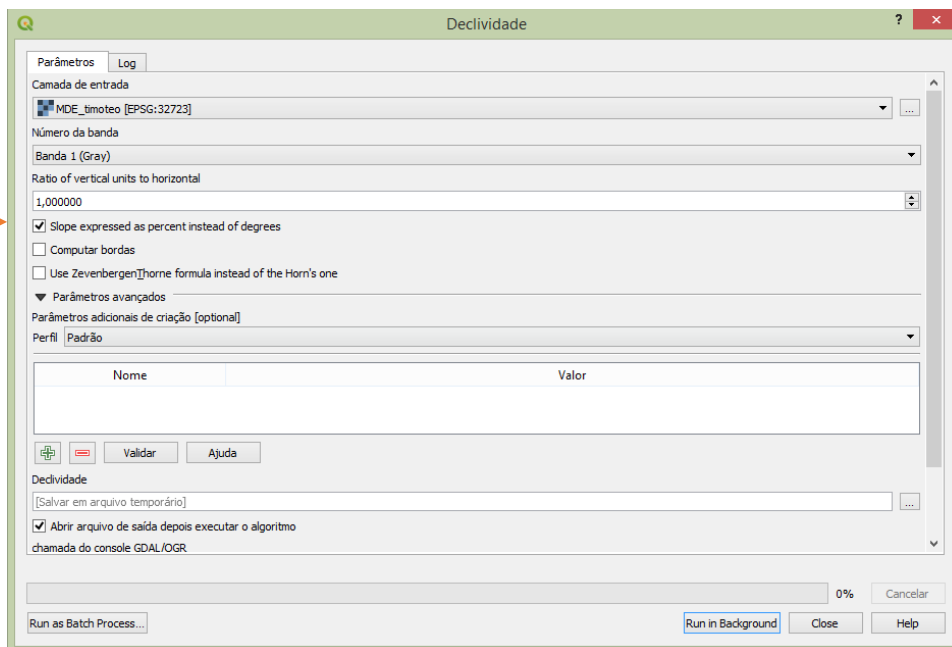 Declividade
?
Parâmetros Log
Camada de entrada
MDE_timoteo [EPSG:32723]
...
Número da banda
Banda 1 (Gray)
Ratio of vertical units to horizontal
1,000000
Slope expressed as percent instead of degrees
Computar bordas
Use ZevenbergenThorne formula instead of the Horn's one
Parâmetros avançados
Parâmetros adicionais de criação [optional]
Perfil Padrão
Nome Valor
Validar Ajuda
Declividade
[Salvar em arquivo temporário]
...
Abrir arquivo de saída depois executar o algoritmo
chamada do console GDAL/OGR
0% Cancelar
Run as Batch Process... Run in Background Close Help